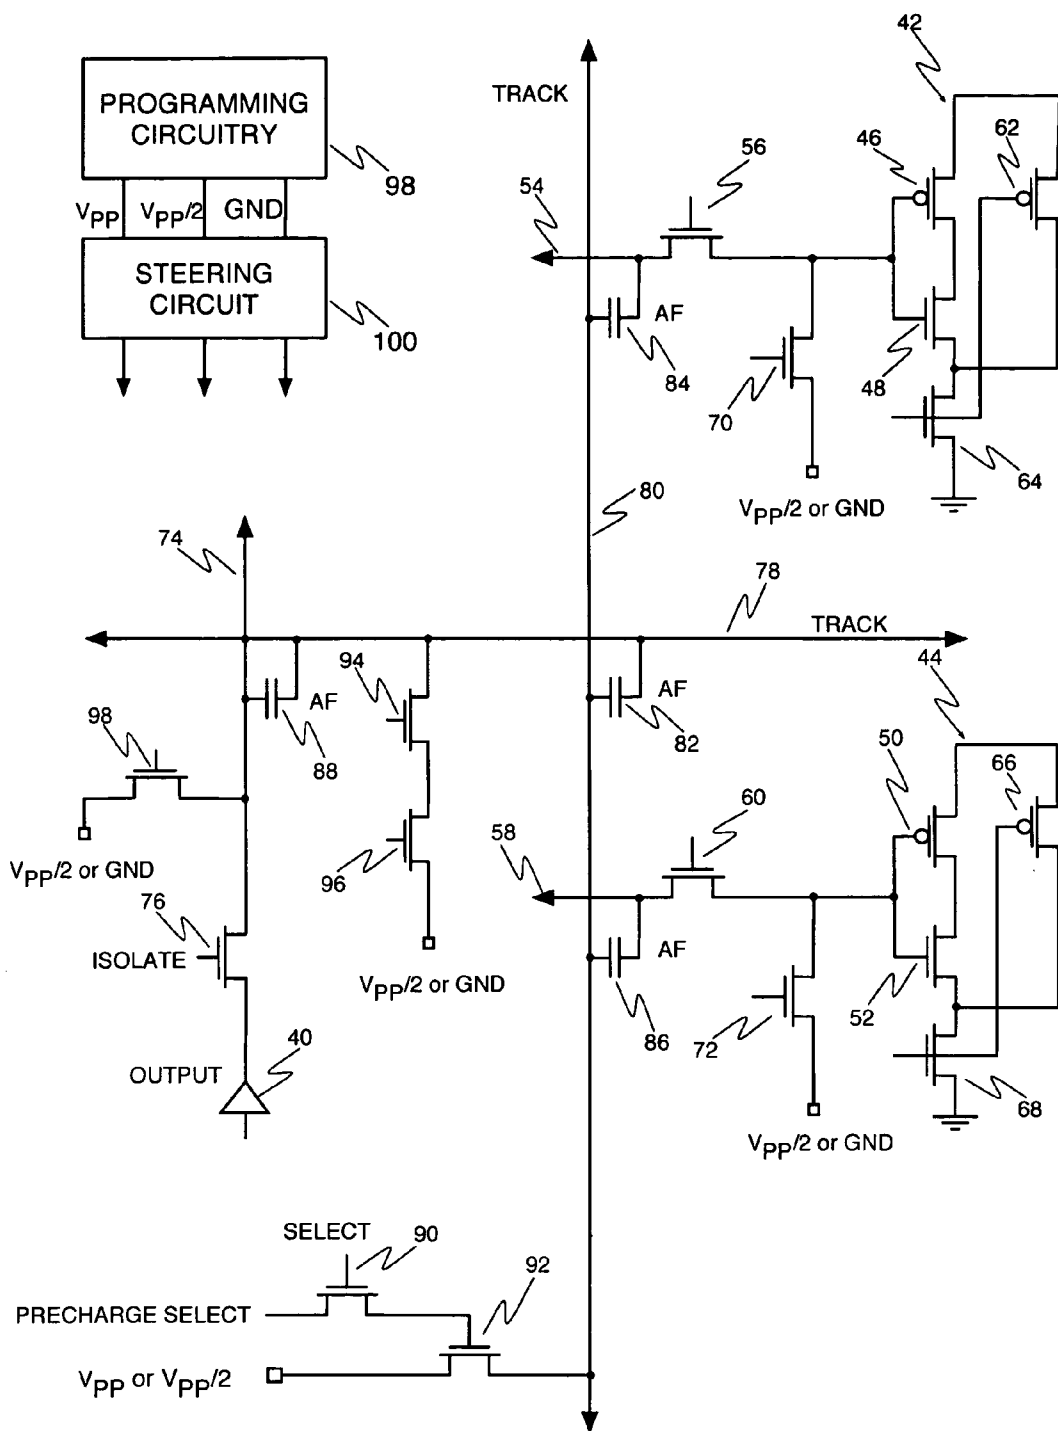 PROGRAMMING
CIRCUITRY
98
VPP VPP/2 GND
STEERING
CIRCUIT
100
TRACK
42
46
62
56
54
AF
84
70
48
64
VPP/2 or GND
80
74
78
TRACK
44
94
AF
88
AF
82
98
50
66
60
58
VPP/2 or GND
96
76
ISOLATE
VPP/2 or GND
AF
86
72
52
OUTPUT
40
68
VPP/2 or GND
SELECT
90
92
PRECHARGE SELECT
VPP or VPP/2